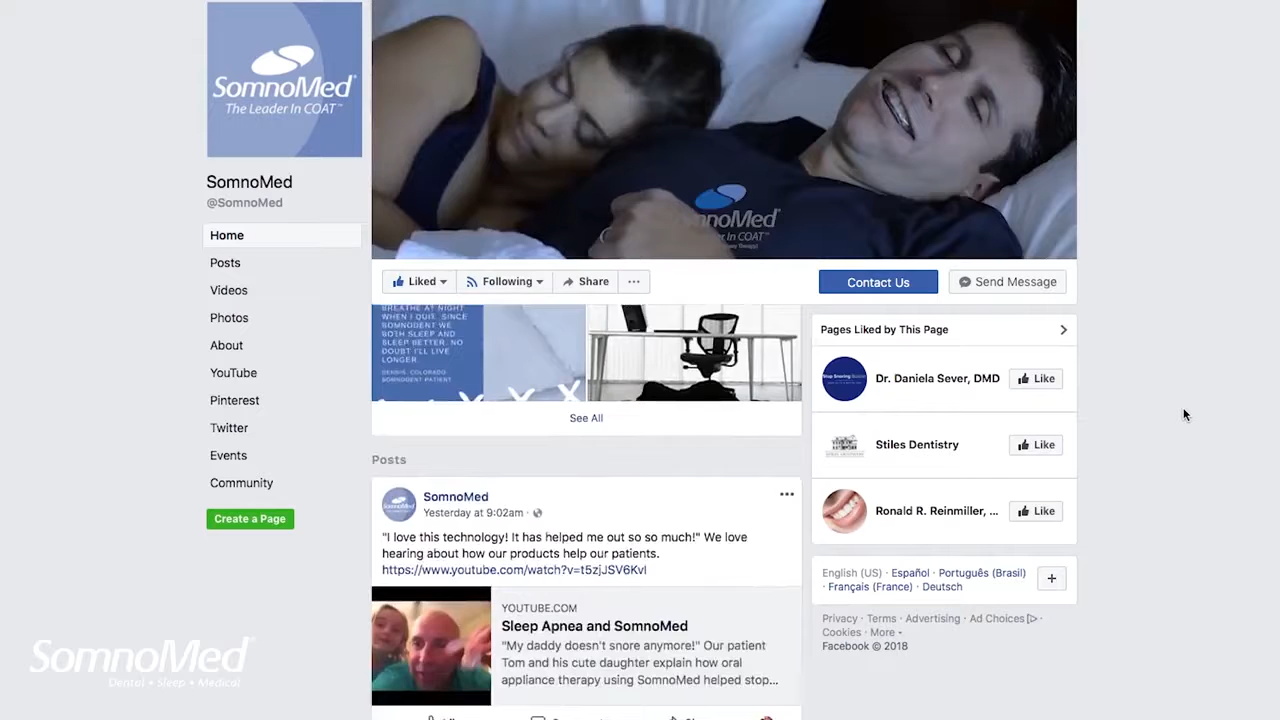 SomnoMed
The Leader In COAT™
SomnoMed
@SomnoMed
Home
Posts
Videos
Photos
About
YouTube
Pinterest
Twitter
Events
Community
Create a Page
Liked
Following
Share
Contact Us
Send Message
BREATHE AT NIGHT
WHEN I QUIT. SINCE
SOMNODENT WE
BOTH SLEEP AND
SLEEP BETTER. NO
DOUBT I'LL LIVE
LONGER.
SOMNODENT PATIENT
See All
Posts
SomnoMed
Yesterday at 9:02am ·
"I love this technology! It has helped me out so so much!" We love
hearing about how our products help our patients.
https://www.youtube.com/watch?v=t5zjJSV6KvI
YOUTUBE.COM
Sleep Apnea and SomnoMed
"My daddy doesn't snore anymore!" Our patient
Tom and his cute daughter explain how oral
appliance therapy using SomnoMed helped stop...
Pages Liked by This Page
Dr. Daniela Sever, DMD
Like
Stiles Dentistry
Like
Ronald R. Reinmiller, ...
Like
English (US) · Español · Português (Brasil)
· Français (France) · Deutsch
Privacy · Terms · Advertising · Ad Choices ·
Cookies · More
Facebook © 2018
SomnoMed
Dental • Sleep • Medical